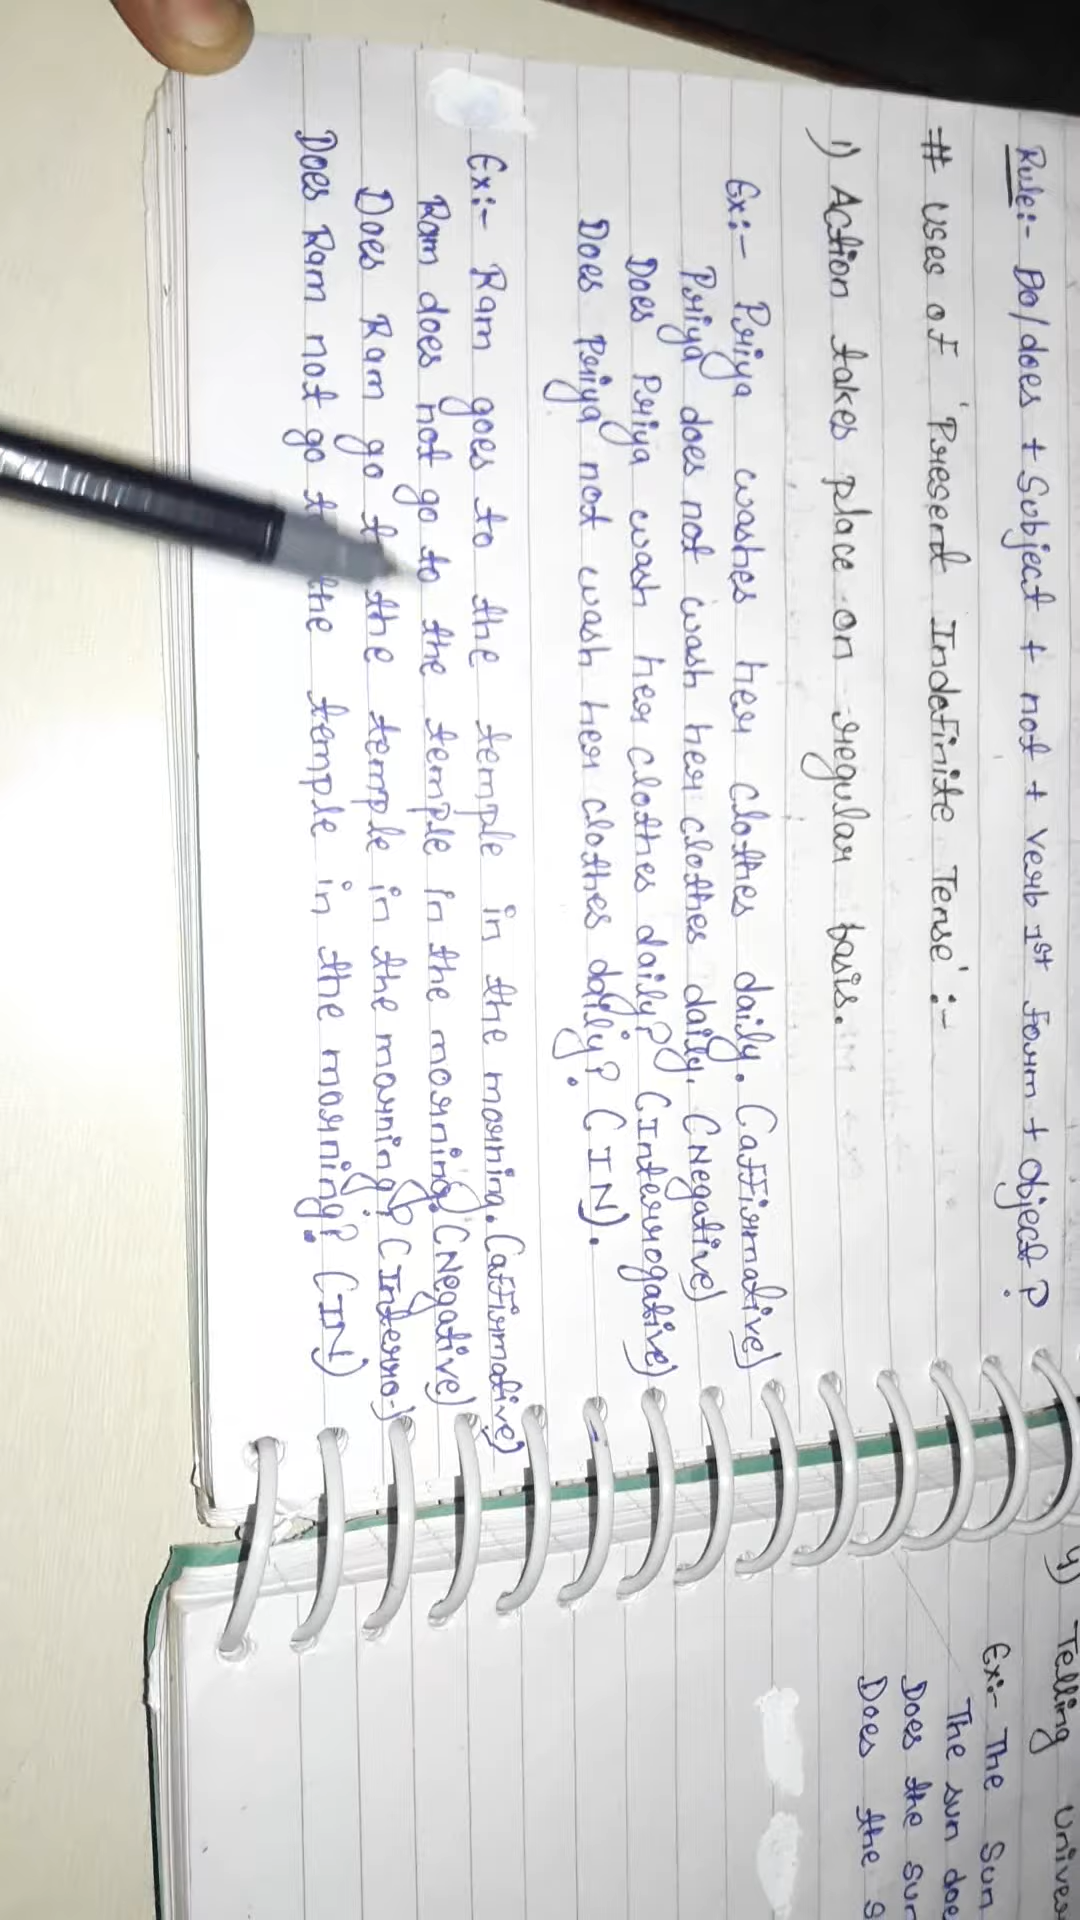 Rule:- Do/does + Subject + not + verb 1st form + object?
# uses of 'Present Indefinite Tense' :-
1) Action takes place on regular basis.
Ex:- Priya washes her clothes daily. (affirmative)
Priya does not wash her clothes daily. (Negative)
Does Priya wash her clothes daily? (Interrogative)
Does Priya not wash her clothes daily? (IN).
Ex:- Ram goes to the temple in the morning. (affirmative)
Ram does not go to the temple in the morning. (Negative)
Does Ram go the temple in the morning? (Interro-)
Does Ram not go the temple in the morning? (IN)
4) Telling
Ex:- The Sun
The sun
Does the sun
Does the